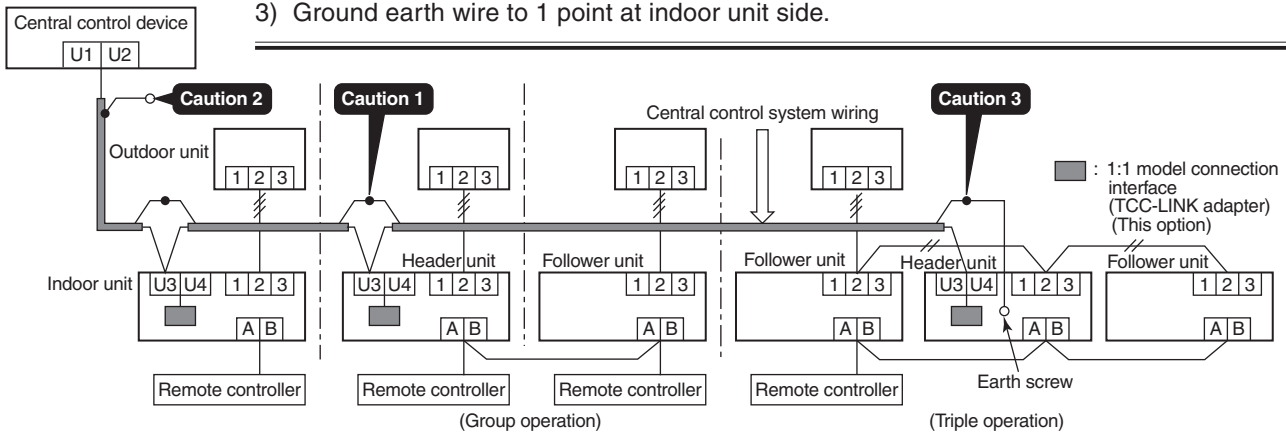 3) Ground earth wire to 1 point at indoor unit side.
Central control device
U1 U2
Caution 2
Caution 1
Central control system wiring
Caution 3
Outdoor unit
1 2 3
1 2 3
1 2 3
1 2 3
: 1:1 model connection
interface
(TCC-LINK adapter)
(This option)
Indoor unit
U3 U4
1 2 3
A B
Header unit
U3 U4
1 2 3
A B
Follower unit
1 2 3
A B
Follower unit
1 2 3
A B
Header unit
U3 U4
1 2 3
A B
Follower unit
1 2 3
A B
Remote controller
Remote controller
Remote controller
Remote controller
Earth screw
(Group operation)
(Triple operation)